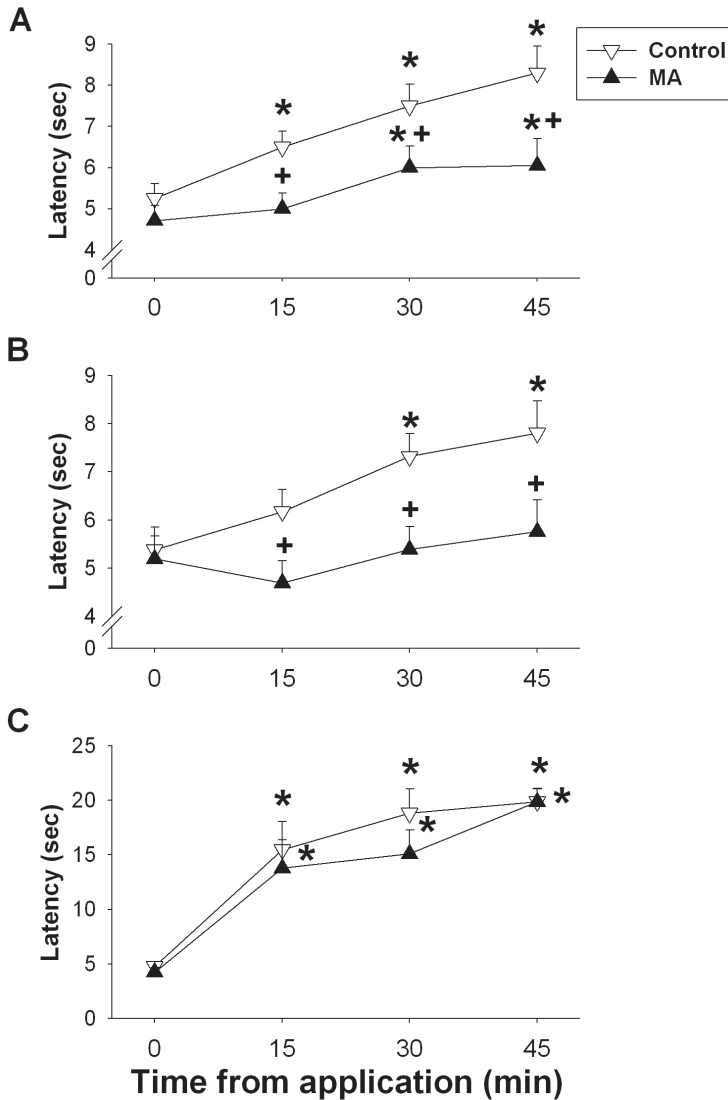 A
Control
MA
9
8
7
6
5
4
0
Latency (sec)
* * *
+ *+ *+
0 15 30 45
B
9
8
7
6
5
4
0
Latency (sec)
* *
+ + +
0 15 30 45
C
25
20
15
10
5
0
Latency (sec)
* * *
* * *
0 15 30 45
Time from application (min)